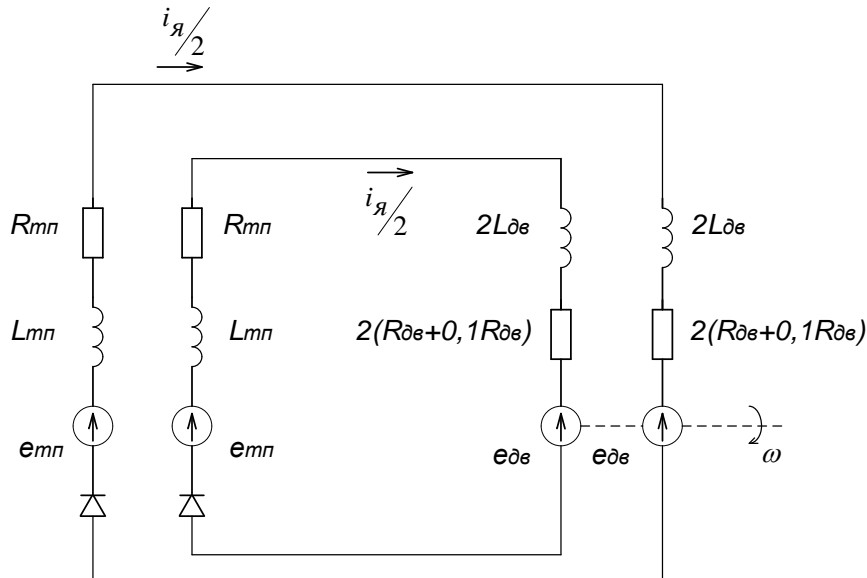 iя/2
iя/2
Rтп
Rтп
2Lдв
2Lдв
Lтп
Lтп
2(Rдв+0,1Rдв)
2(Rдв+0,1Rдв)
eтп
eтп
eдв
eдв
ω